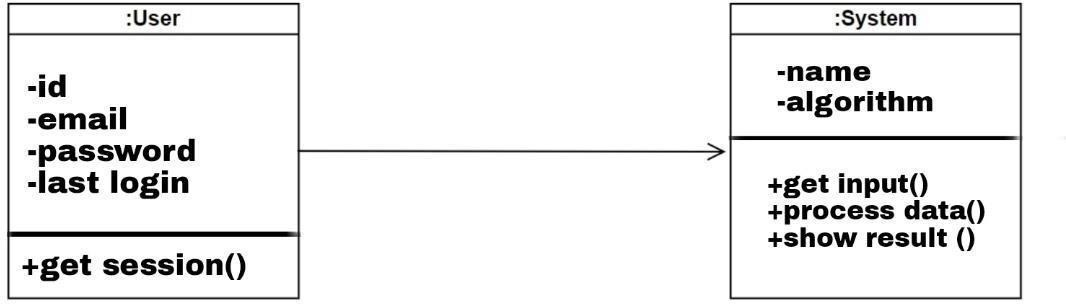 :User
-id
-email
-password
-last login
+get session()
:System
-name
-algorithm
+get input()
+process data()
+show result ()